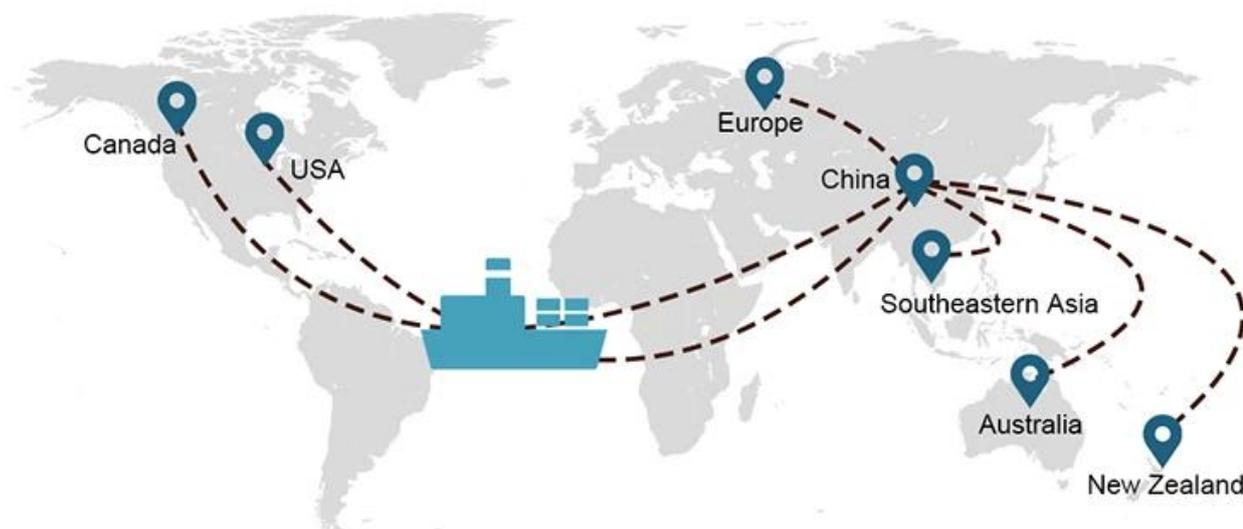 Canada
USA
Europe
China
Southeastern Asia
Australia
New Zealand